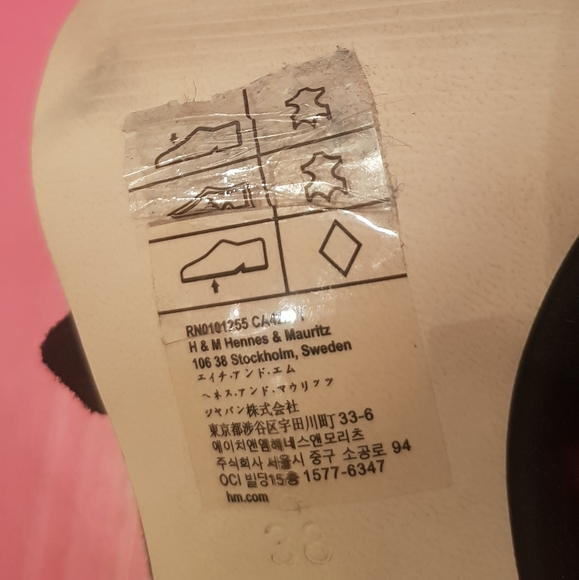 RN0101255
H & M Hennes & Mauritz
106 38 Stockholm, Sweden
エイチ・アンド・エム
ヘネス・アンド・マウリッツ
ジャパン株式会社
東京都渋谷区宇田川町 33-6
에이치앤엠헤네스앤모리츠
주식회사 서울시 중구 소공로 94
OCI 빌딩15층 1577-6347
hm.com
38